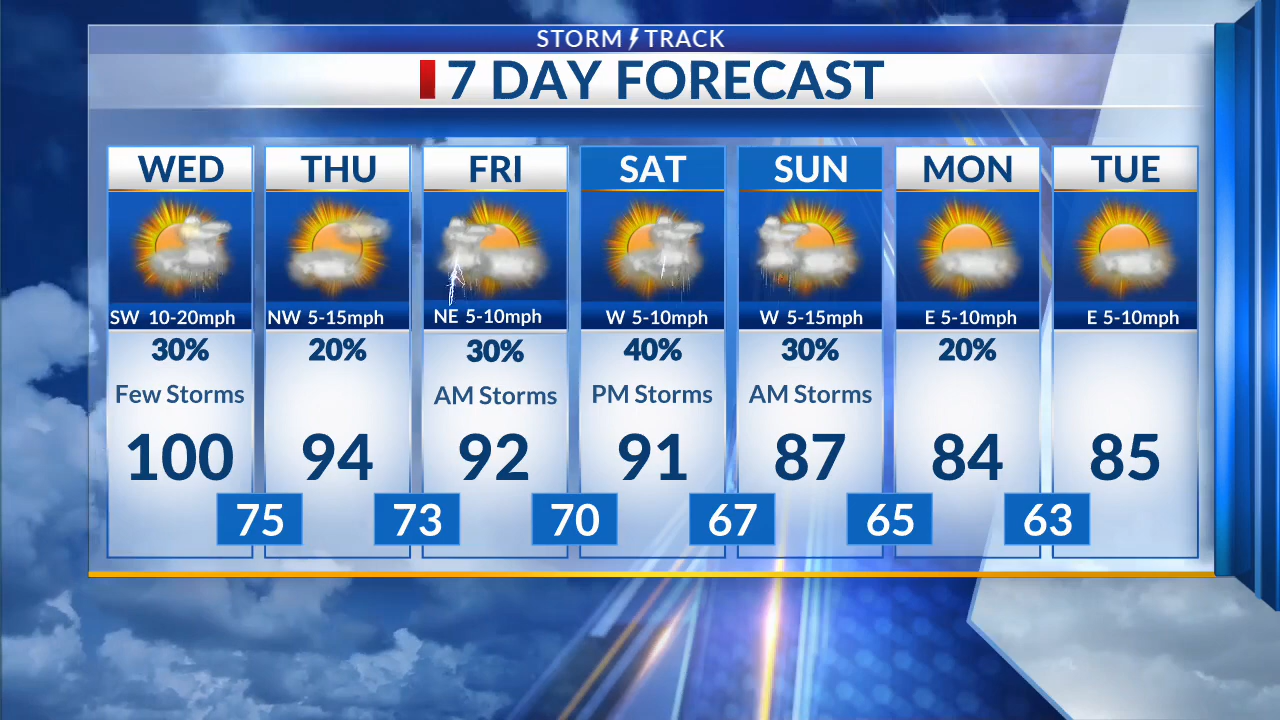 STORM TRACK
7 DAY FORECAST
WED THU FRI SAT SUN MON TUE
SW 10-20mph NW 5-15mph NE 5-10mph W 5-10mph W 5-15mph E 5-10mph E 5-10mph
30% 20% 30% 40% 30% 20%
Few Storms AM Storms PM Storms AM Storms
100 94 92 91 87 84 85
75 73 70 67 65 63